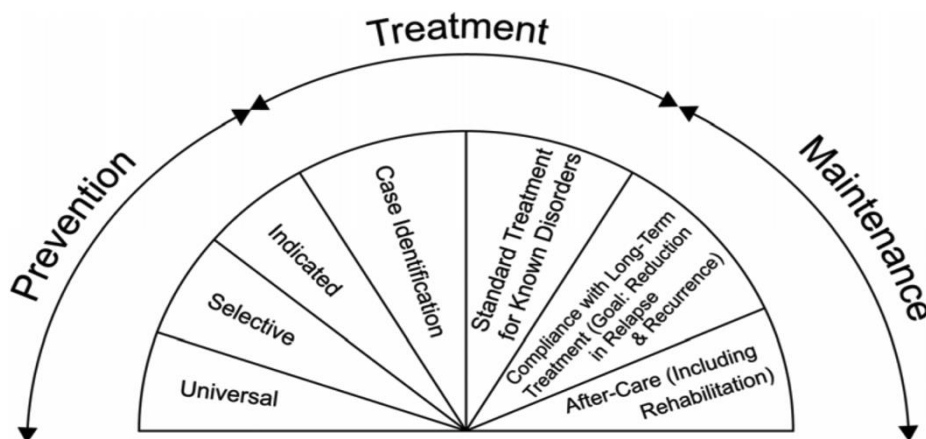 Treatment
Prevention
Maintenance
Universal
Selective
Indicated
Case Identification
Standard Treatment
for Known Disorders
Compliance with Long-Term
Treatment (Goal: Reduction
in Relapse
& Recurrence)
After-Care (Including
Rehabilitation)